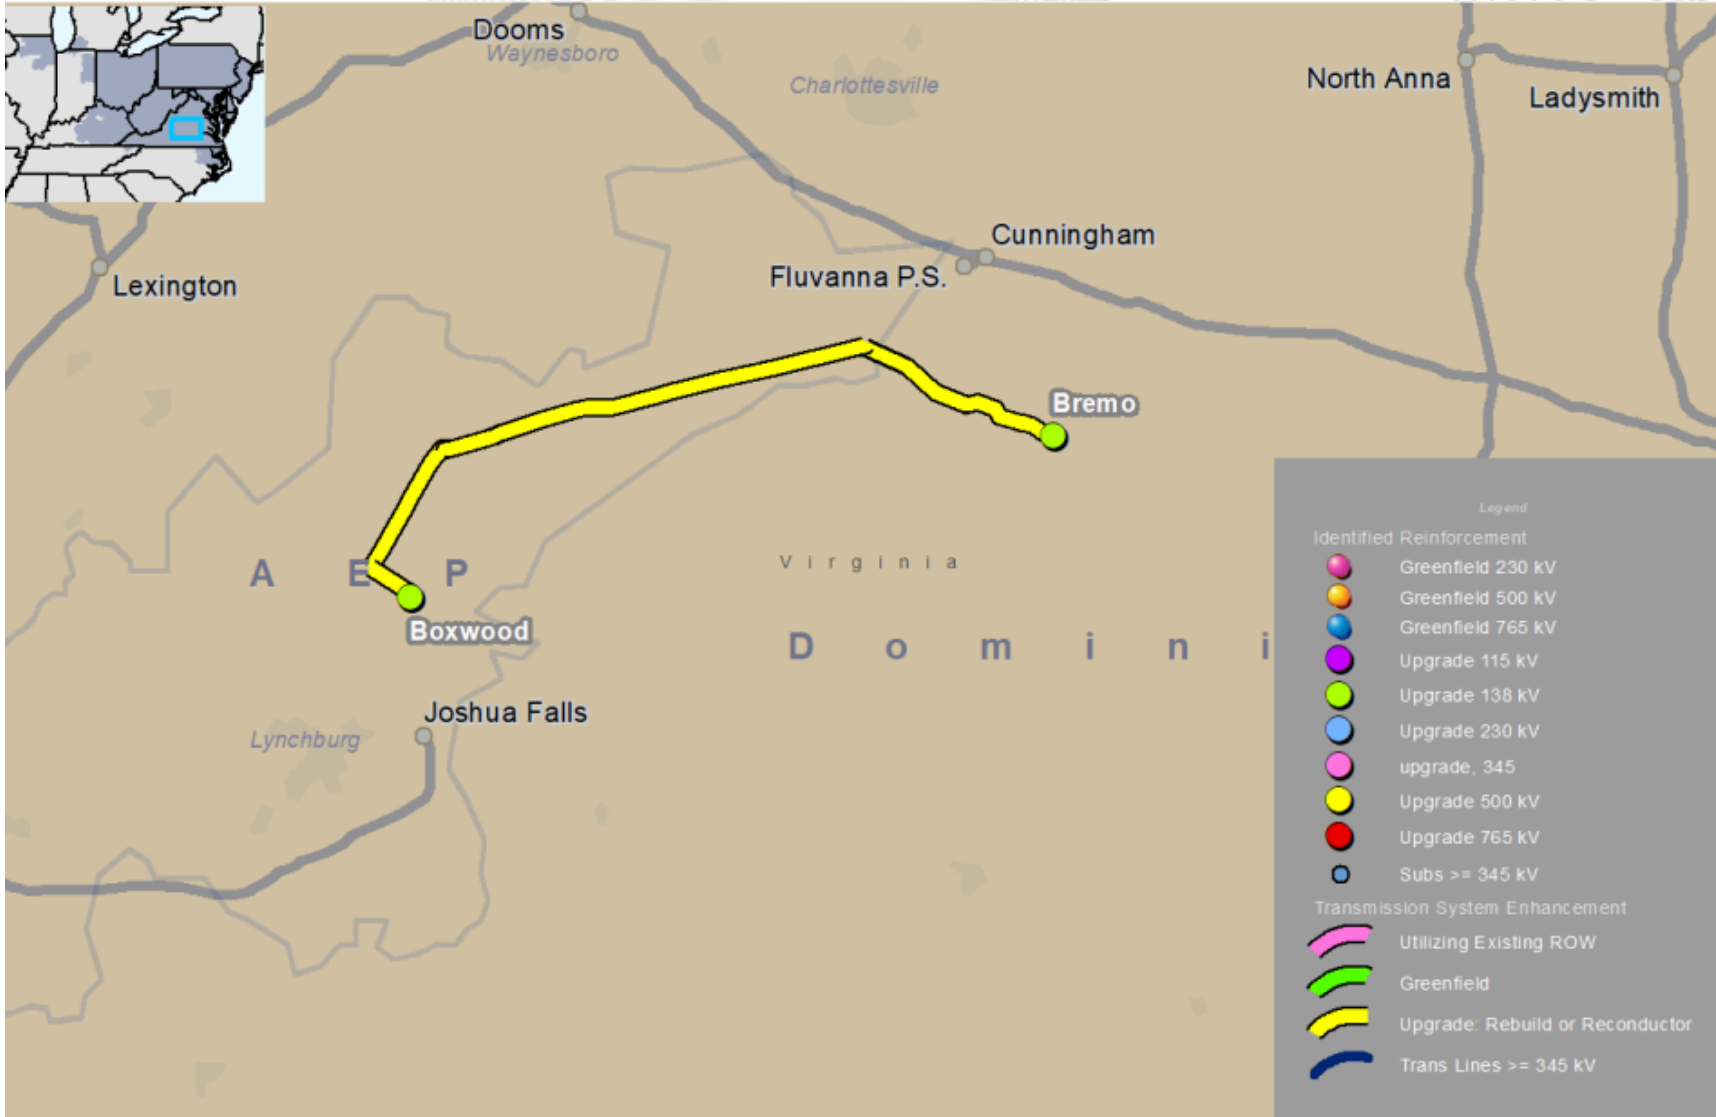 Dooms
Waynesboro
Charlottesville
North Anna
Ladysmith
Cunningham
Fluvanna P.S.
Lexington
Bremo
Virginia
A E P
Boxwood
Domini
Joshua Falls
Lynchburg
Legend
Identified Reinforcement
Greenfield 230 kV
Greenfield 500 kV
Greenfield 765 kV
Upgrade 115 kV
Upgrade 138 kV
Upgrade 230 kV
upgrade, 345
Upgrade 500 kV
Upgrade 765 kV
Subs >= 345 kV
Transmission System Enhancement
Utilizing Existing ROW
Greenfield
Upgrade: Rebuild or Reconductor
Trans Lines >= 345 kV